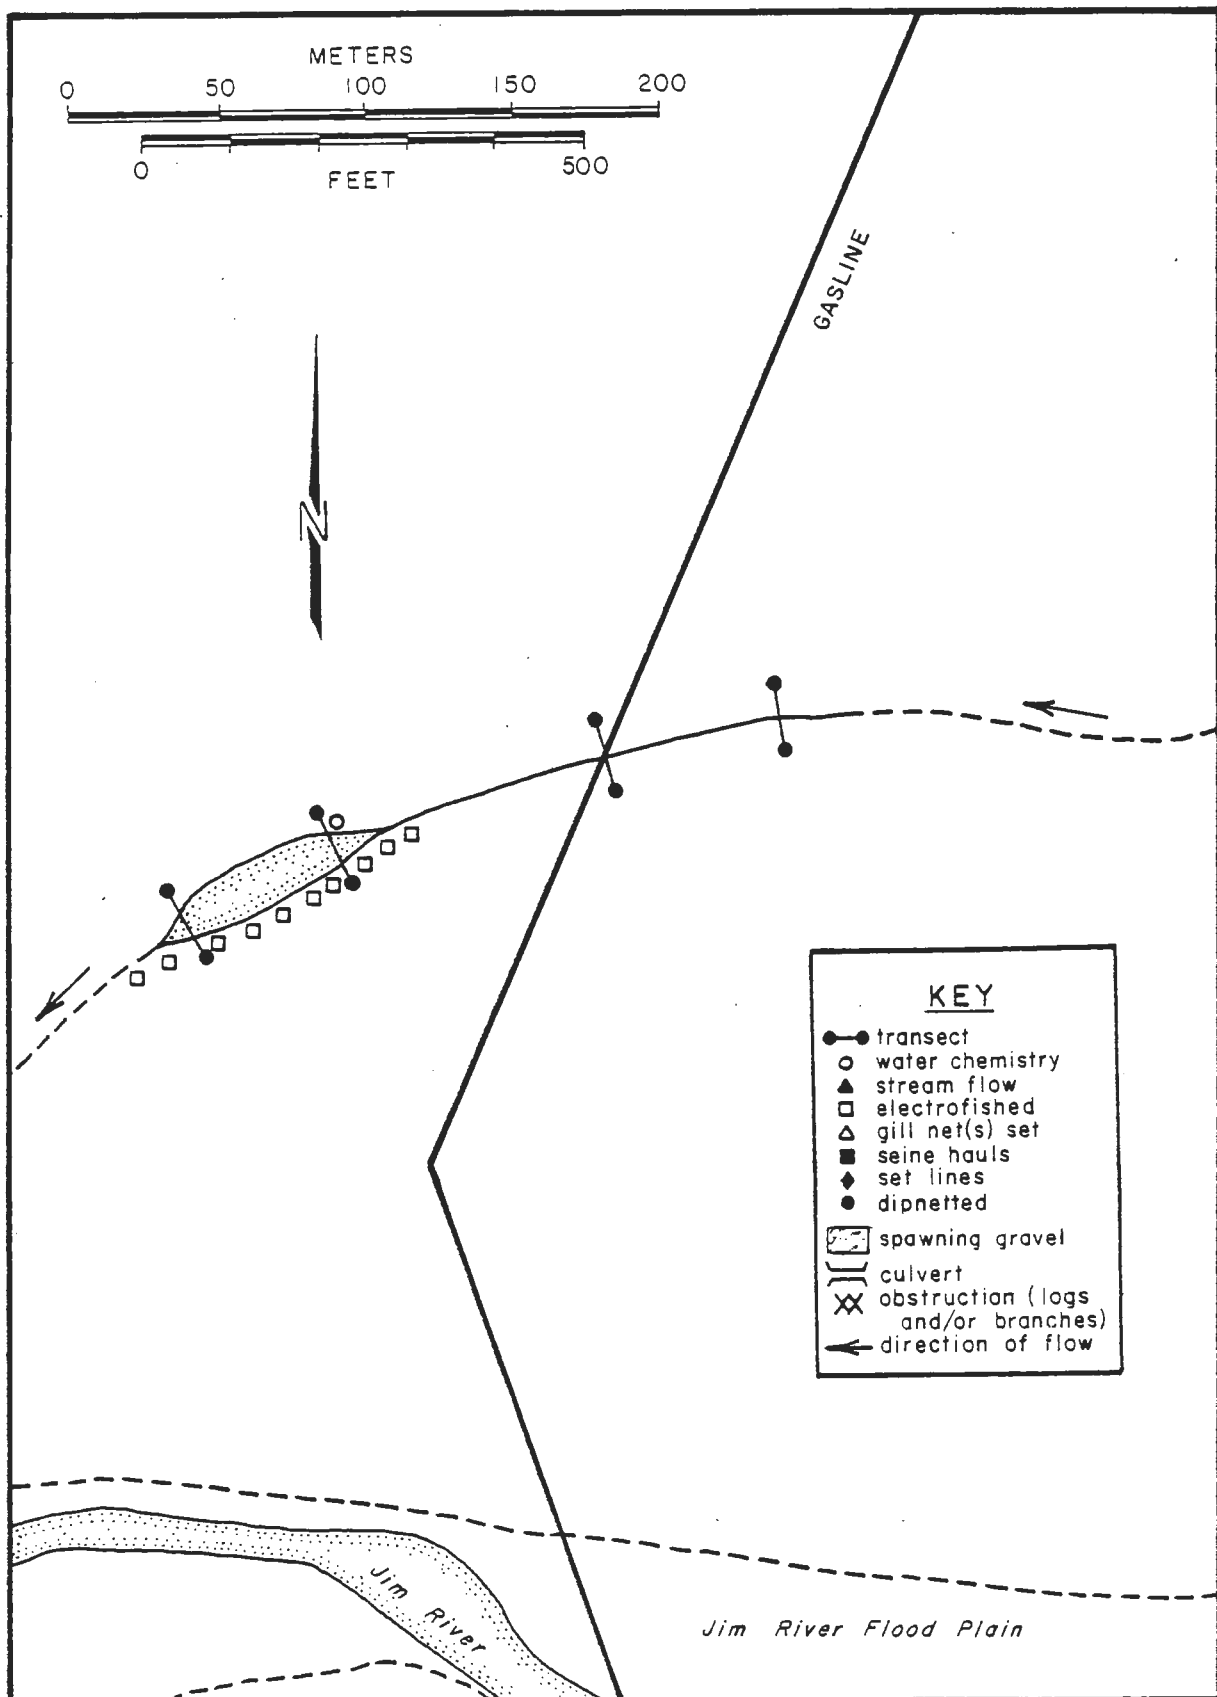 METERS
0 50 100 150 200
0 500
FEET
GASLINE
N
KEY
transect
water chemistry
stream flow
electrofished
gill net(s) set
seine hauls
set lines
dipnetted
spawning gravel
culvert
obstruction (logs
and/or branches)
direction of flow
Jim River
Jim River Flood Plain